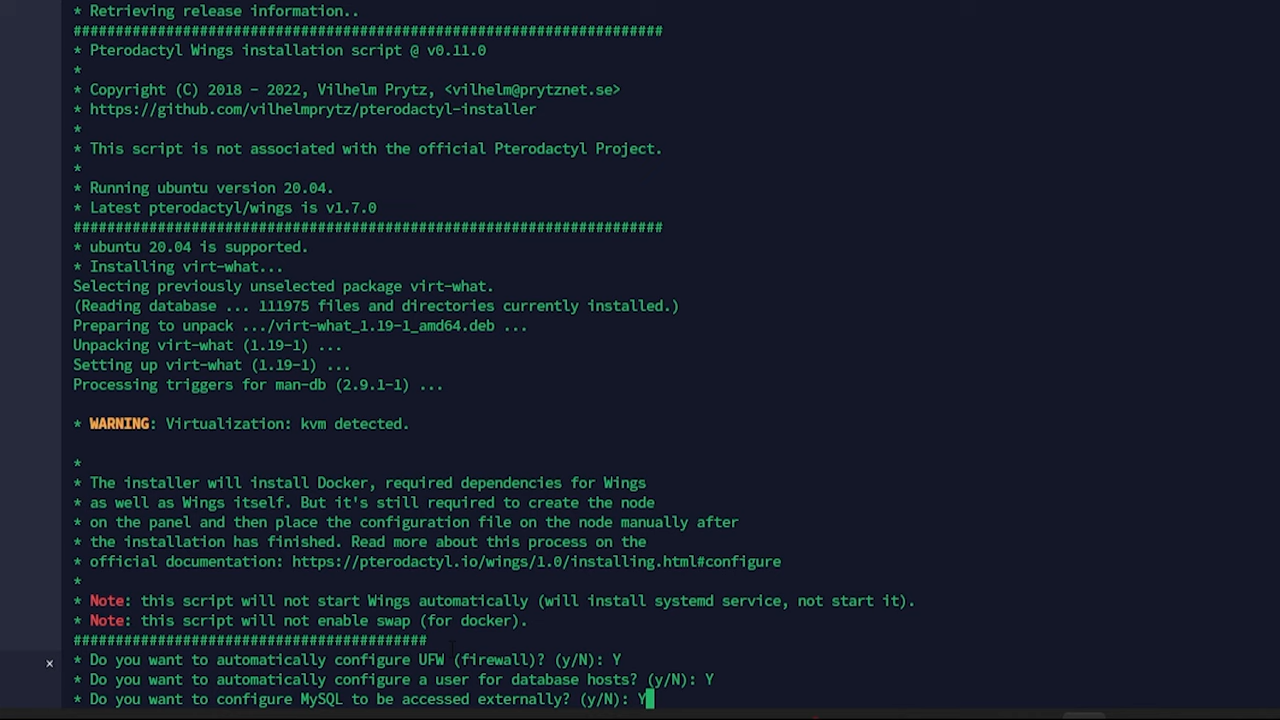 * Retrieving release information..
######################################################################
* Pterodactyl Wings installation script @ v0.11.0
*
* Copyright (C) 2018 - 2022, Vilhelm Prytz, <vilhelm@prytznet.se>
* https://github.com/vilhelmprytz/pterodactyl-installer
*
* This script is not associated with the official Pterodactyl Project.
*
* Running ubuntu version 20.04.
* Latest pterodactyl/wings is v1.7.0
######################################################################
* ubuntu 20.04 is supported.
* Installing virt-what...
Selecting previously unselected package virt-what.
(Reading database ... 111975 files and directories currently installed.)
Preparing to unpack .../virt-what_1.19-1_amd64.deb ...
Unpacking virt-what (1.19-1) ...
Setting up virt-what (1.19-1) ...
Processing triggers for man-db (2.9.1-1) ...
* WARNING: Virtualization: kvm detected.
*
* The installer will install Docker, required dependencies for Wings
* as well as Wings itself. But it's still required to create the node
* on the panel and then place the configuration file on the node manually after
* the installation has finished. Read more about this process on the
* official documentation: https://pterodactyl.io/wings/1.0/installing.html#configure
*
* Note: this script will not start Wings automatically (will install systemd service, not start it).
* Note: this script will not enable swap (for docker).
##########################################
* Do you want to automatically configure UFW (firewall)? (y/N): Y
* Do you want to automatically configure a user for database hosts? (y/N): Y
* Do you want to configure MySQL to be accessed externally? (y/N): Y